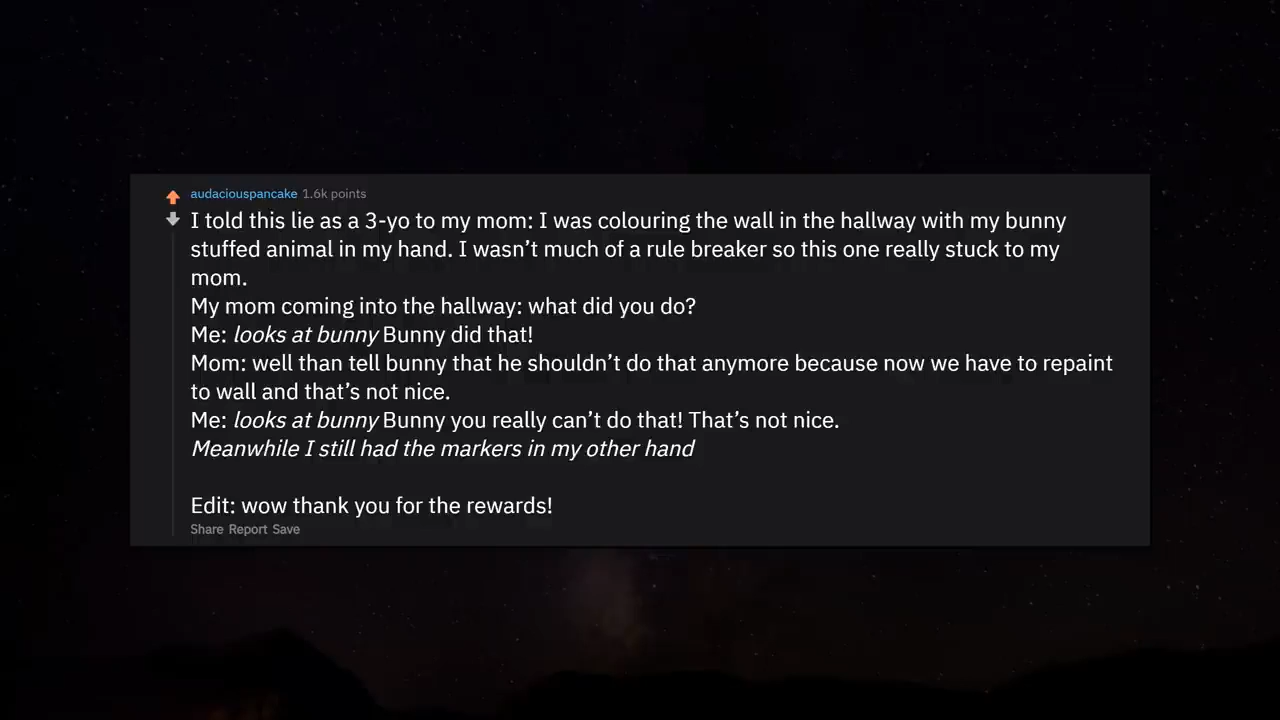 audaciouspancake 1.6k points
I told this lie as a 3-yo to my mom: I was colouring the wall in the hallway with my bunny
stuffed animal in my hand. I wasn’t much of a rule breaker so this one really stuck to my
mom.
My mom coming into the hallway: what did you do?
Me: looks at bunny Bunny did that!
Mom: well than tell bunny that he shouldn’t do that anymore because now we have to repaint
to wall and that’s not nice.
Me: looks at bunny Bunny you really can’t do that! That’s not nice.
Meanwhile I still had the markers in my other hand
Edit: wow thank you for the rewards!
Share Report Save